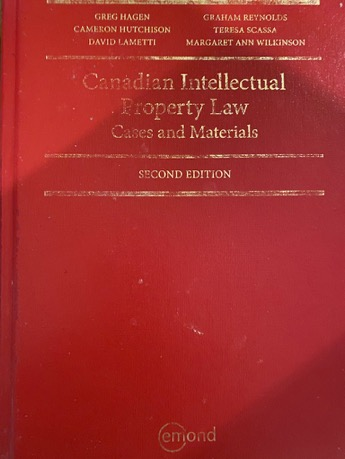 GREG HAGEN GRAHAM REYNOLDS
CAMERON HUTCHISON TERESA SCASSA
DAVID LAMETTI MARGARET ANN WILKINSON
Canadian Intellectual
Property Law
Cases and Materials
SECOND EDITION
emond